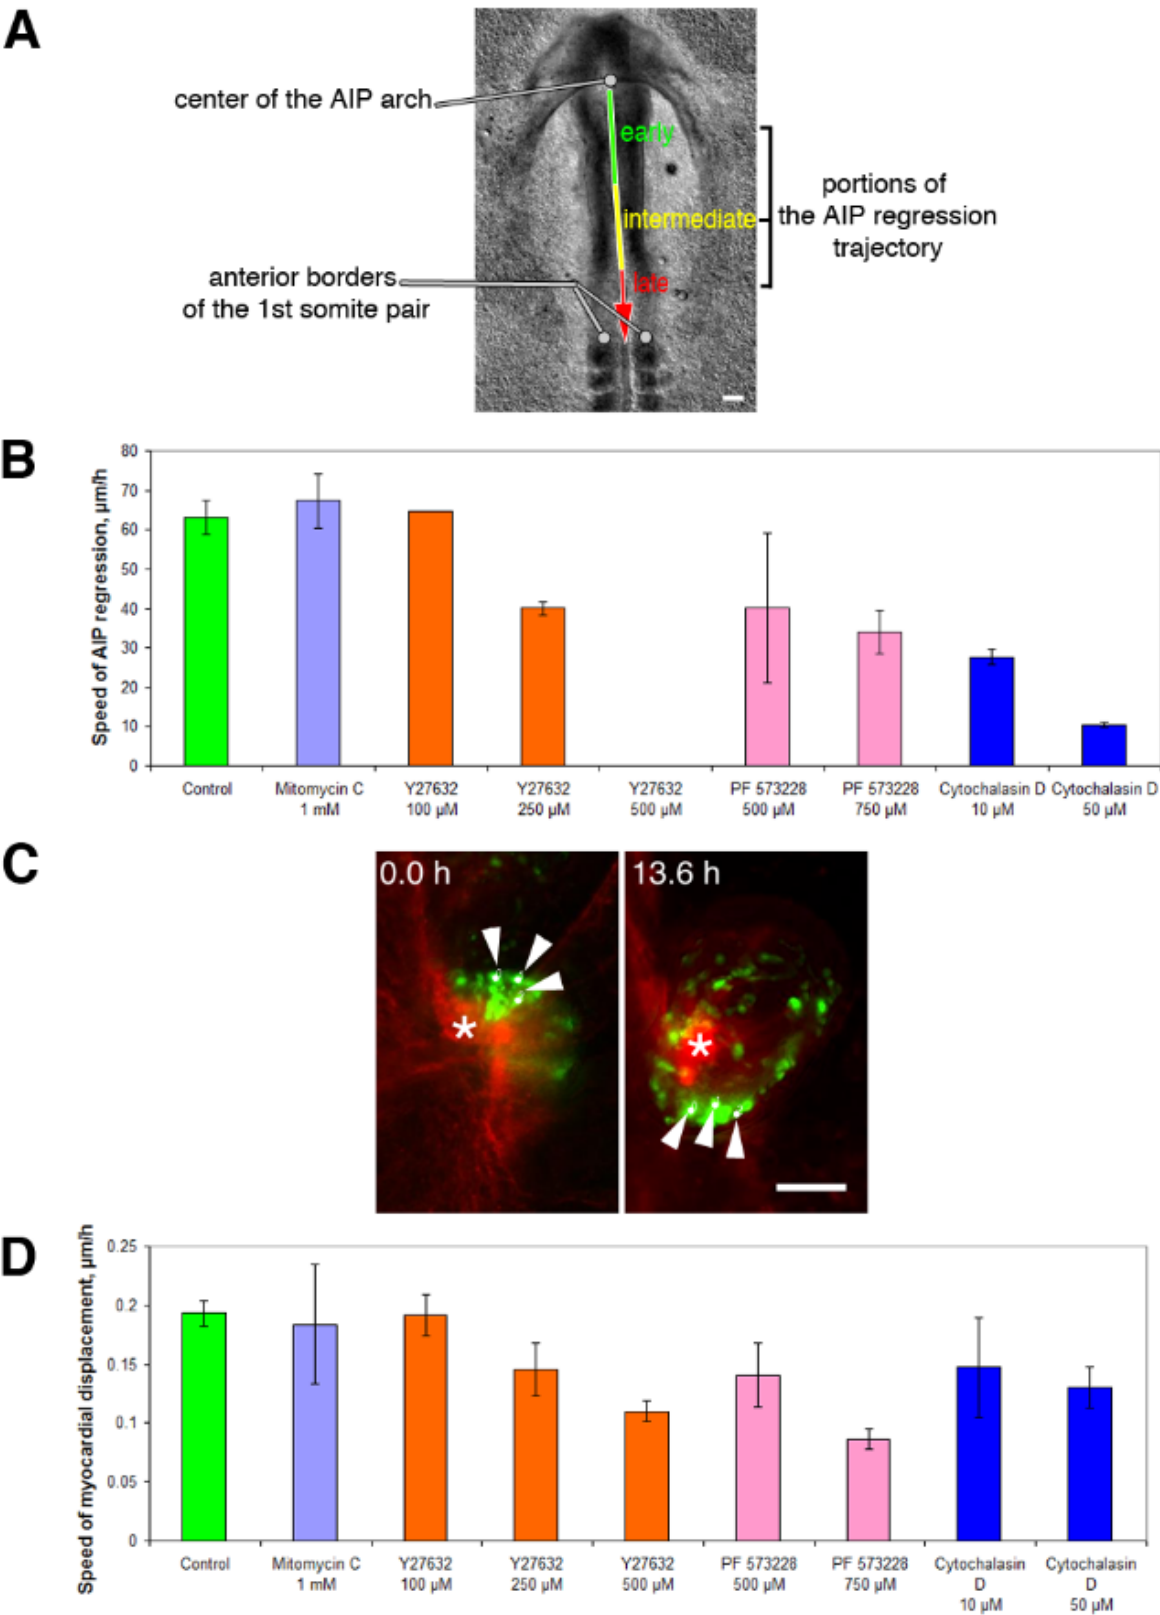 A
center of the AIP arch
early
intermediate
late
portions of
the AIP regression
trajectory
anterior borders
of the 1st somite pair
B
Speed of AIP regression, µm/h
80
70
60
50
40
30
20
10
0
Control
Mitomycin C
1 mM
Y27632
100 µM
Y27632
250 µM
Y27632
500 µM
PF 573228
500 µM
PF 573228
750 µM
Cytochalasin D
10 µM
Cytochalasin D
50 µM
C
0.0 h
*
13.6 h
*
D
Speed of myocardial displacement, µm/h
0.25
0.2
0.15
0.1
0.05
0
Control
Mitomycin C
1 mM
Y27632
100 µM
Y27632
250 µM
Y27632
500 µM
PF 573228
500 µM
PF 573228
750 µM
Cytochalasin
D
10 µM
Cytochalasin
D
50 µM